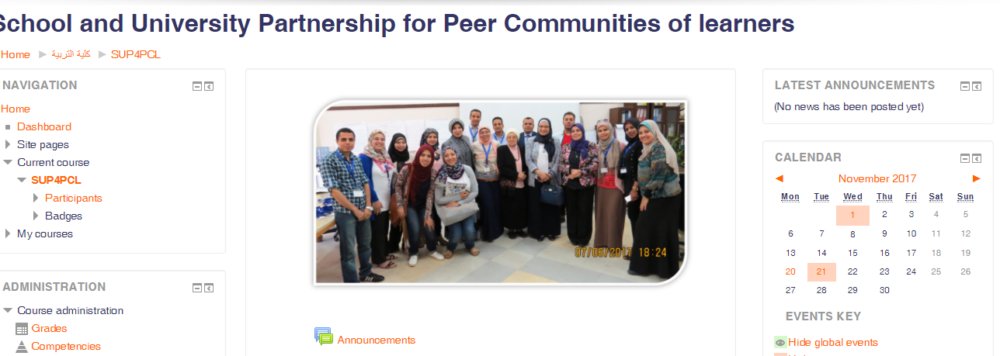 School and University Partnership for Peer Communities of learners
Home ► كلية التربية ► SUP4PCL
NAVIGATION
Home
Dashboard
Site pages
Current course
SUP4PCL
Participants
Badges
My courses
ADMINISTRATION
Course administration
Grades
Competencies
07/06/2017 18:24
Announcements
LATEST ANNOUNCEMENTS
(No news has been posted yet)
CALENDAR
◄ November 2017 ►
Mon Tue Wed Thu Fri Sat Sun
1 2 3 4 5
6 7 8 9 10 11 12
13 14 15 16 17 18 19
20 21 22 23 24 25 26
27 28 29 30
EVENTS KEY
Hide global events